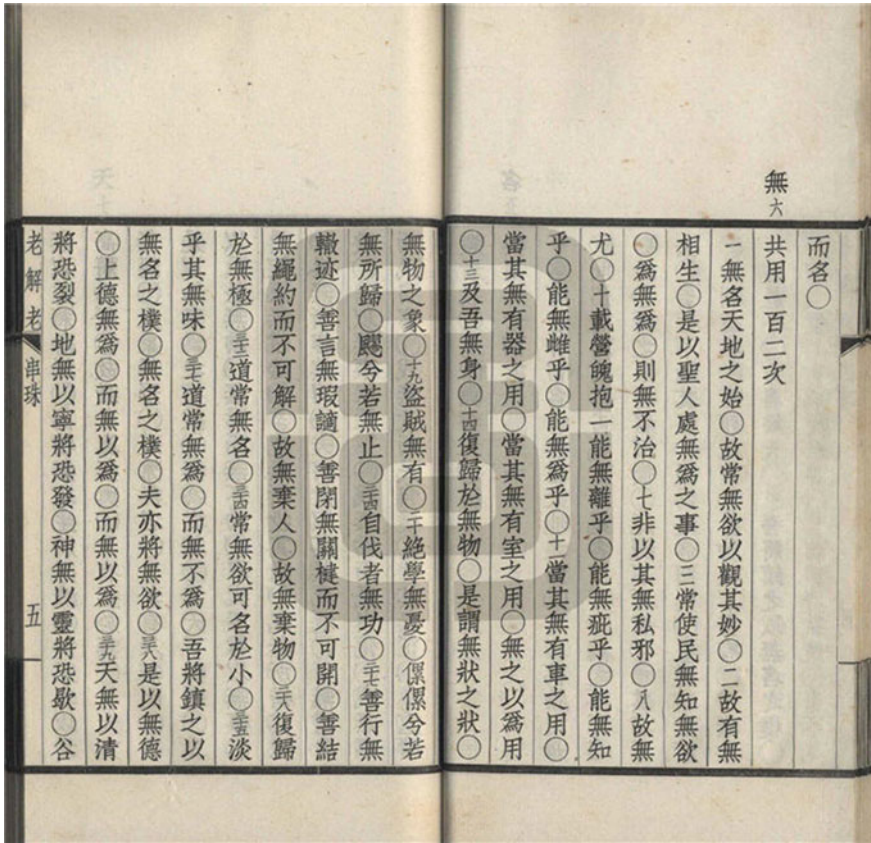 無六
而名○
共用一百二次
一無名天地之始○故常無欲以觀其妙○二故有無
相生○是以聖人處無爲之事○三常使民無知無欲
○爲無爲○則無不治○七非以其無私邪○八故無
尤○十載營魄抱一能無離乎○能無疵乎○能無知
乎○能無雌乎○能無爲乎○十一當其無有車之用○
當其無有器之用○當其無有室之用○無之以爲用
○十三及吾無身○十四復歸於無物○是謂無狀之狀○
無物之象○十九盜賊無有○二十絕學無憂○儽儽兮若
無所歸○飂兮若無止○二十四自伐者無功○二十七善行無
轍迹○善言無瑕讁○善閉無關楗而不可開○善結
無繩約而不可解○故無棄人○故無棄物○二十八復歸
於無極○三十二道常無名○三十四常無欲可名於小○三十五淡
乎其無味○三十七道常無爲○而無不爲○吾將鎮之以
無名之樸○無名之樸○夫亦將無欲○三十八是以無德
○上德無爲○而無以爲○而無以爲○三十九天無以清
將恐裂○地無以寧將恐發○神無以靈將恐歇○谷
老解老 串珠 五